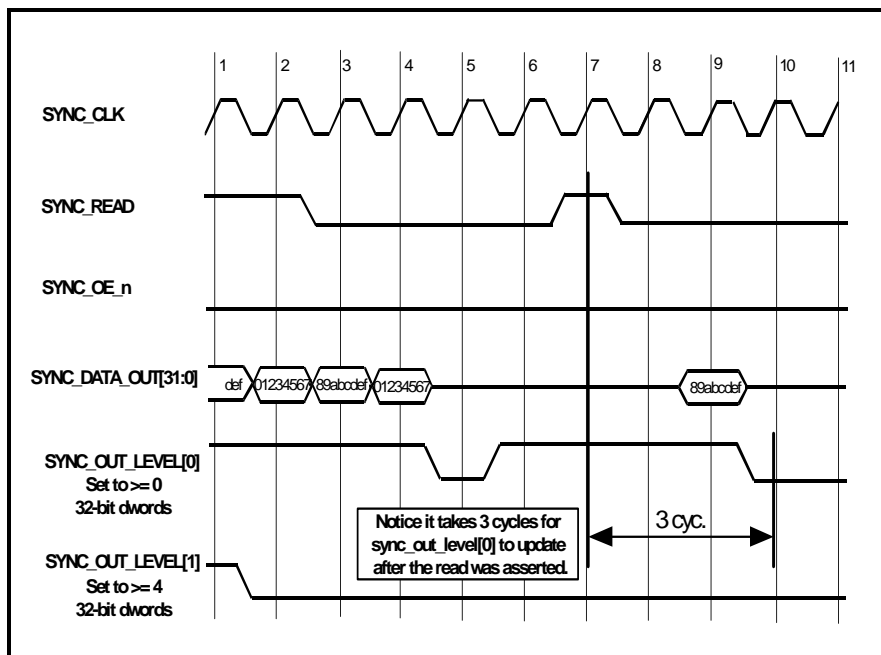 1 2 3 4 5 6 7 8 9 10 11
SYNC_CLK
SYNC_READ
SYNC_OE_n
SYNC_DATA_OUT[31:0]
def 01234567 89abcdef 01234567 89abcdef
SYNC_OUT_LEVEL[0]
Set to >= 0
32-bit dwords
Notice it takes 3 cycles for
sync_out_level[0] to update
after the read was asserted.
3 cyc.
SYNC_OUT_LEVEL[1]
Set to >= 4
32-bit dwords